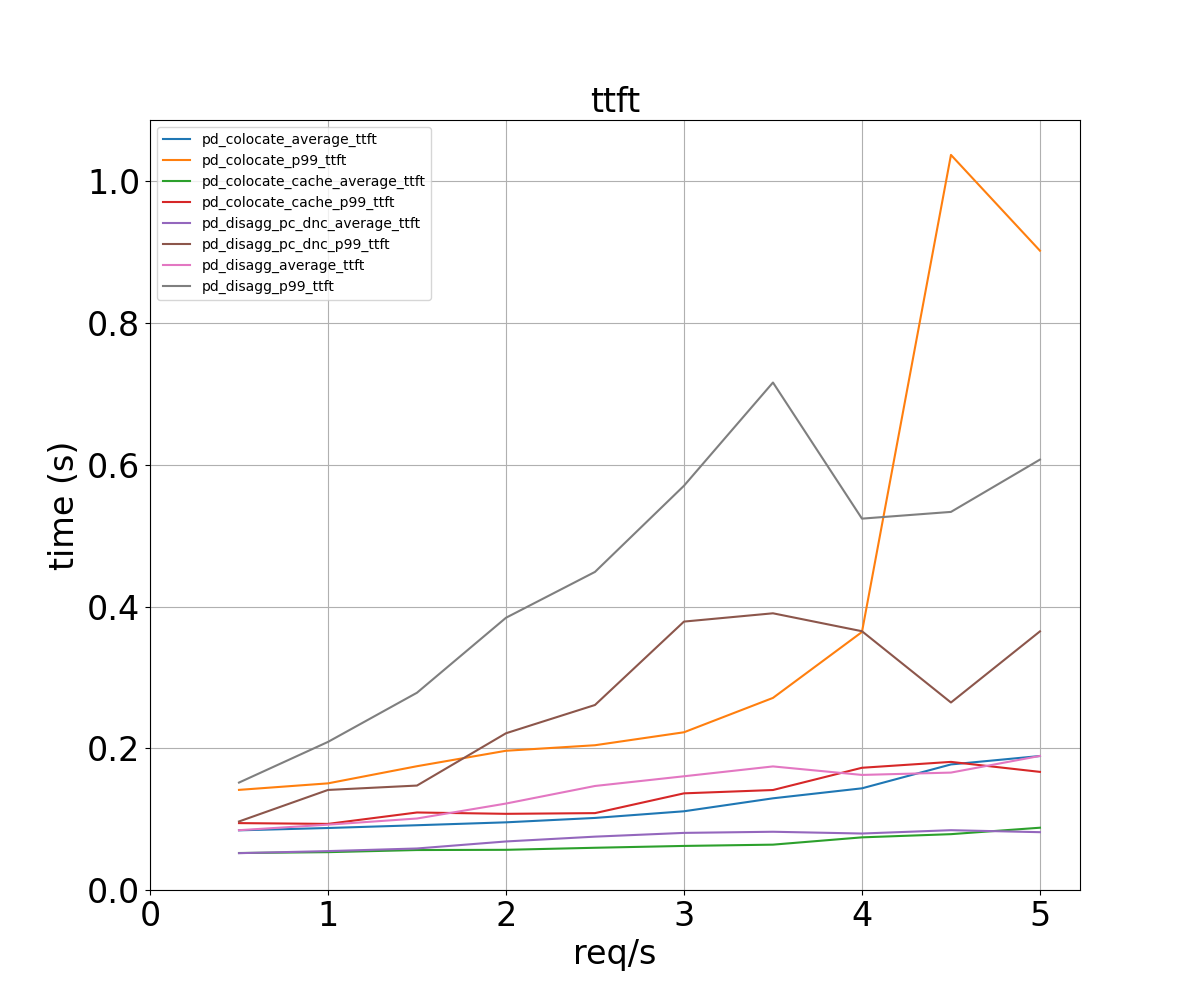 ttft
pd_colocate_average_ttft
pd_colocate_p99_ttft
pd_colocate_cache_average_ttft
pd_colocate_cache_p99_ttft
pd_disagg_pc_dnc_average_ttft
pd_disagg_pc_dnc_p99_ttft
pd_disagg_average_ttft
pd_disagg_p99_ttft
1.0
0.8
0.6
0.4
0.2
0.0
time (s)
0 1 2 3 4 5
req/s